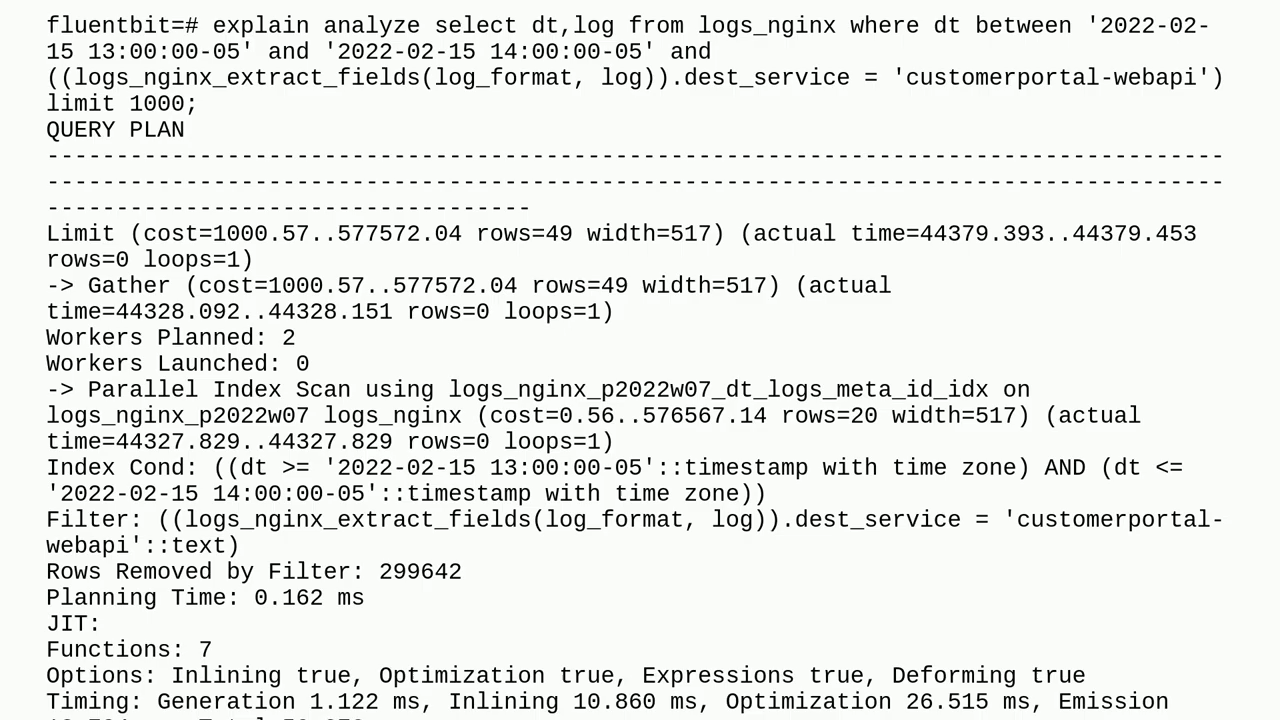 fluentbit=# explain analyze select dt,log from logs_nginx where dt between '2022-02-
15 13:00:00-05' and '2022-02-15 14:00:00-05' and
((logs_nginx_extract_fields(log_format, log)).dest_service = 'customerportal-webapi')
limit 1000;
QUERY PLAN
-------------------------------------------------------------------------------------
-------------------------------------------------------------------------------------
-----------------------------------
Limit (cost=1000.57..577572.04 rows=49 width=517) (actual time=44379.393..44379.453
rows=0 loops=1)
-> Gather (cost=1000.57..577572.04 rows=49 width=517) (actual
time=44328.092..44328.151 rows=0 loops=1)
Workers Planned: 2
Workers Launched: 0
-> Parallel Index Scan using logs_nginx_p2022w07_dt_logs_meta_id_idx on
logs_nginx_p2022w07 logs_nginx (cost=0.56..576567.14 rows=20 width=517) (actual
time=44327.829..44327.829 rows=0 loops=1)
Index Cond: ((dt >= '2022-02-15 13:00:00-05'::timestamp with time zone) AND (dt <=
'2022-02-15 14:00:00-05'::timestamp with time zone))
Filter: ((logs_nginx_extract_fields(log_format, log)).dest_service = 'customerportal-
webapi'::text)
Rows Removed by Filter: 299642
Planning Time: 0.162 ms
JIT:
Functions: 7
Options: Inlining true, Optimization true, Expressions true, Deforming true
Timing: Generation 1.122 ms, Inlining 10.860 ms, Optimization 26.515 ms, Emission